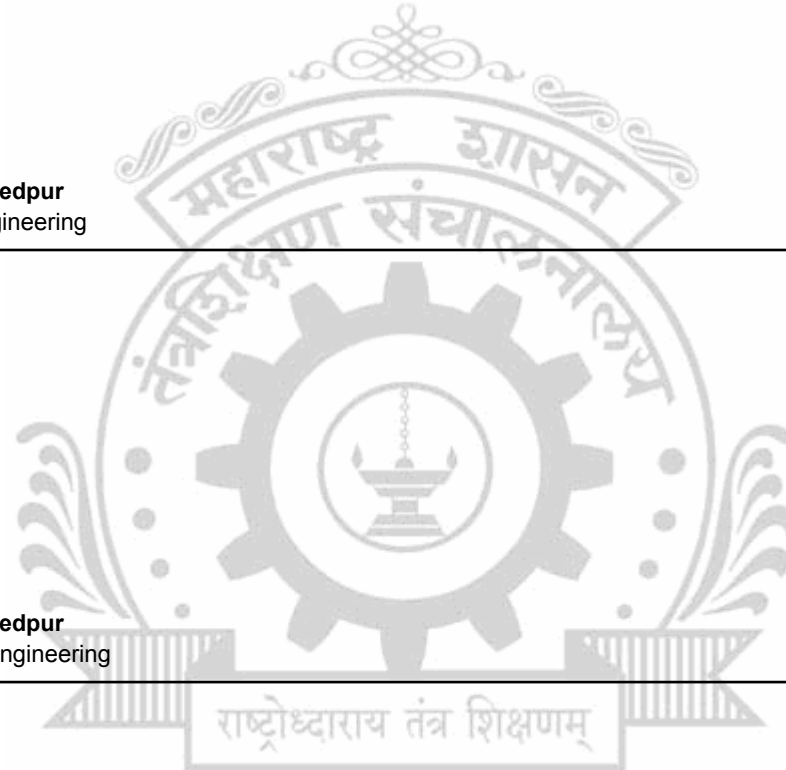 महाराष्ट्र शासन
edpur
gineering
तंत्रशिक्षण संचालनालय
edpur
ngineering
राष्ट्रोध्दाराय तंत्र शिक्षणम्